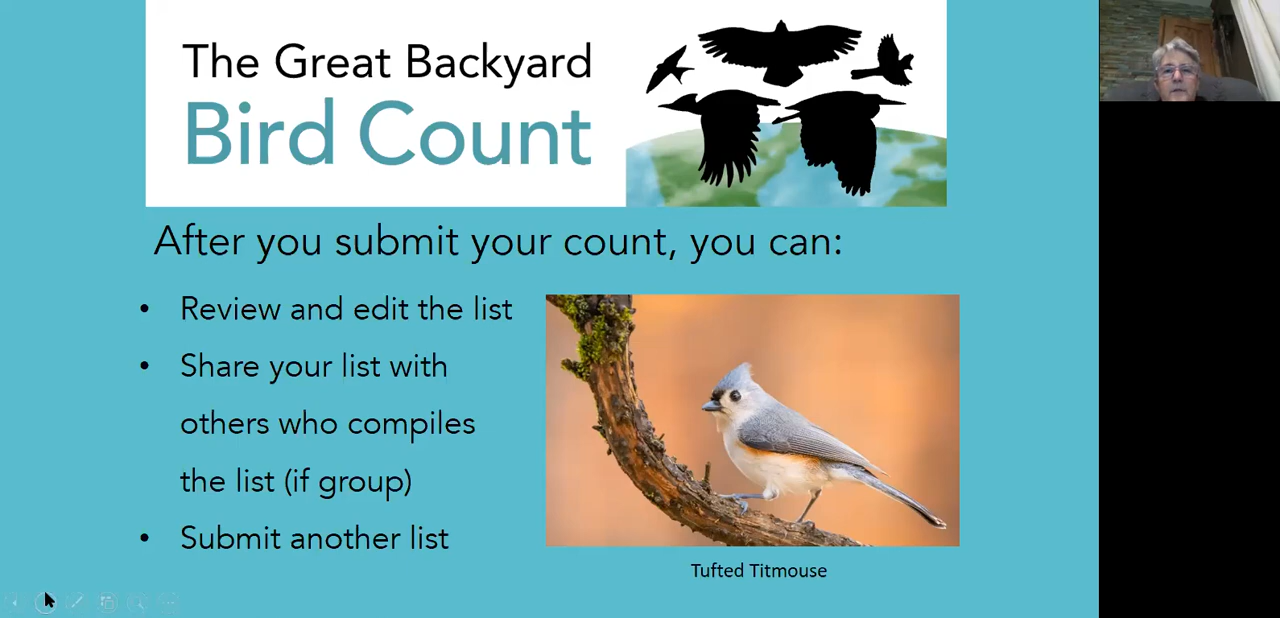 The Great Backyard
Bird Count
After you submit your count, you can:
• Review and edit the list
• Share your list with
others who compiles
the list (if group)
• Submit another list
Tufted Titmouse